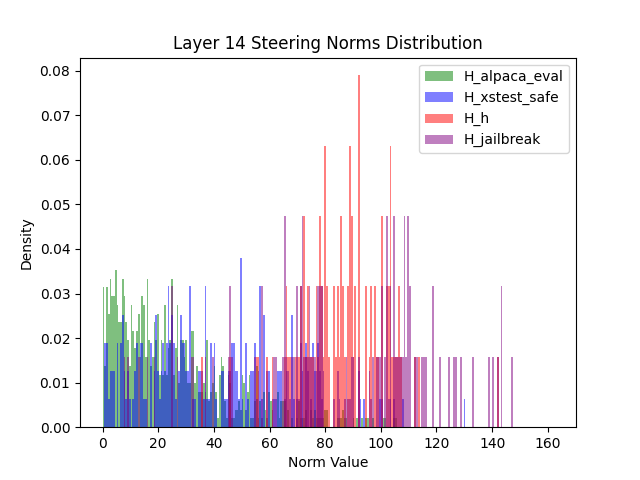 Layer 14 Steering Norms Distribution
H_alpaca_eval
H_xstest_safe
H_h
H_jailbreak
0.08
0.07
0.06
0.05
0.04
0.03
0.02
0.01
0.00
Density
0 20 40 60 80 100 120 140 160
Norm Value